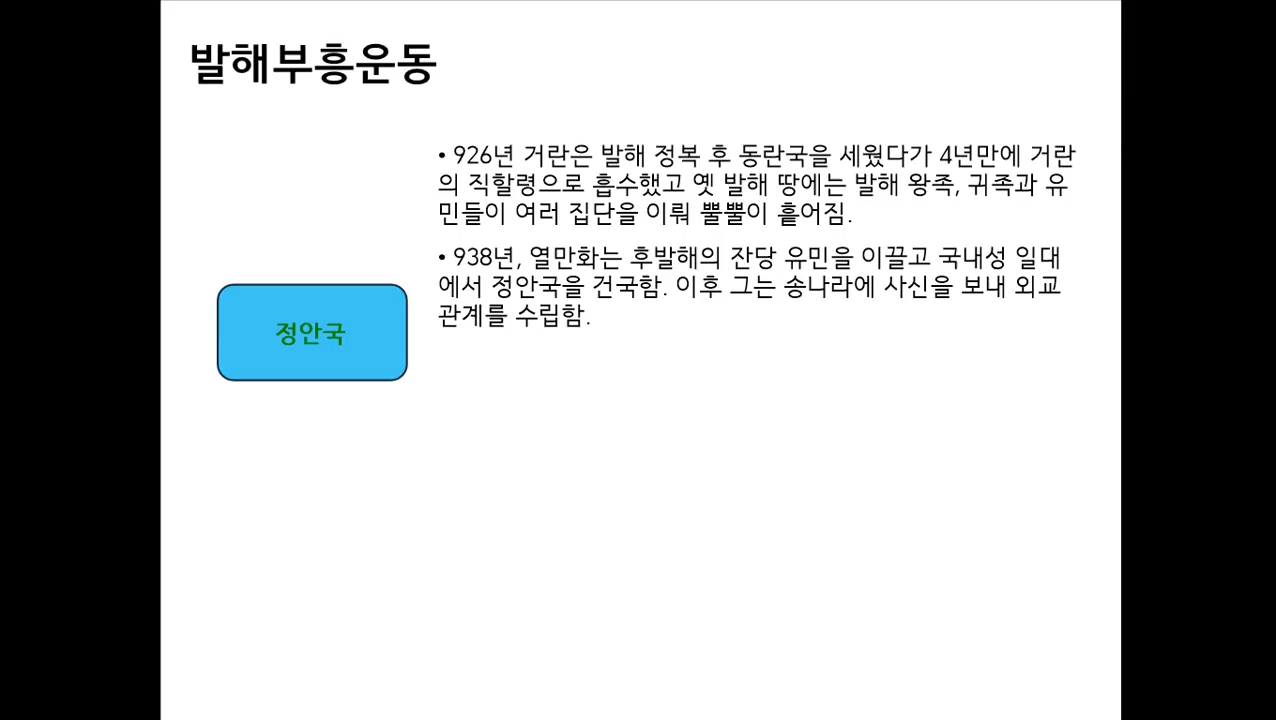 발해부흥운동
• 926년 거란은 발해 정복 후 동란국을 세웠다가 4년만에 거란
의 직할령으로 흡수했고 옛 발해 땅에는 발해 왕족, 귀족과 유
민들이 여러 집단을 이뤄 뿔뿔이 흩어짐.
• 938년, 열만화는 후발해의 잔당 유민을 이끌고 국내성 일대
에서 정안국을 건국함. 이후 그는 송나라에 사신을 보내 외교
관계를 수립함.
정안국